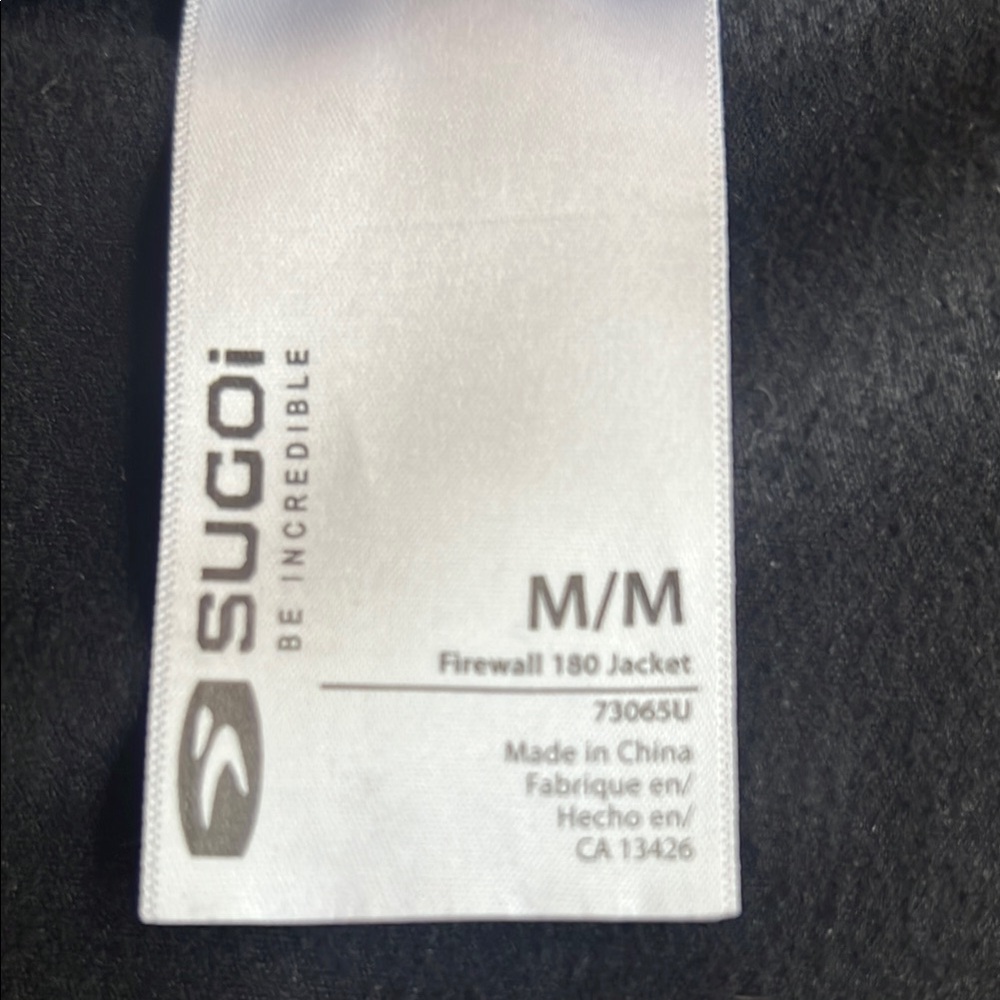 SUGOi
BE INCREDIBLE
M/M
Firewall 180 Jacket
73065U
Made in China
Fabrique en/
Hecho en/
CA 13426